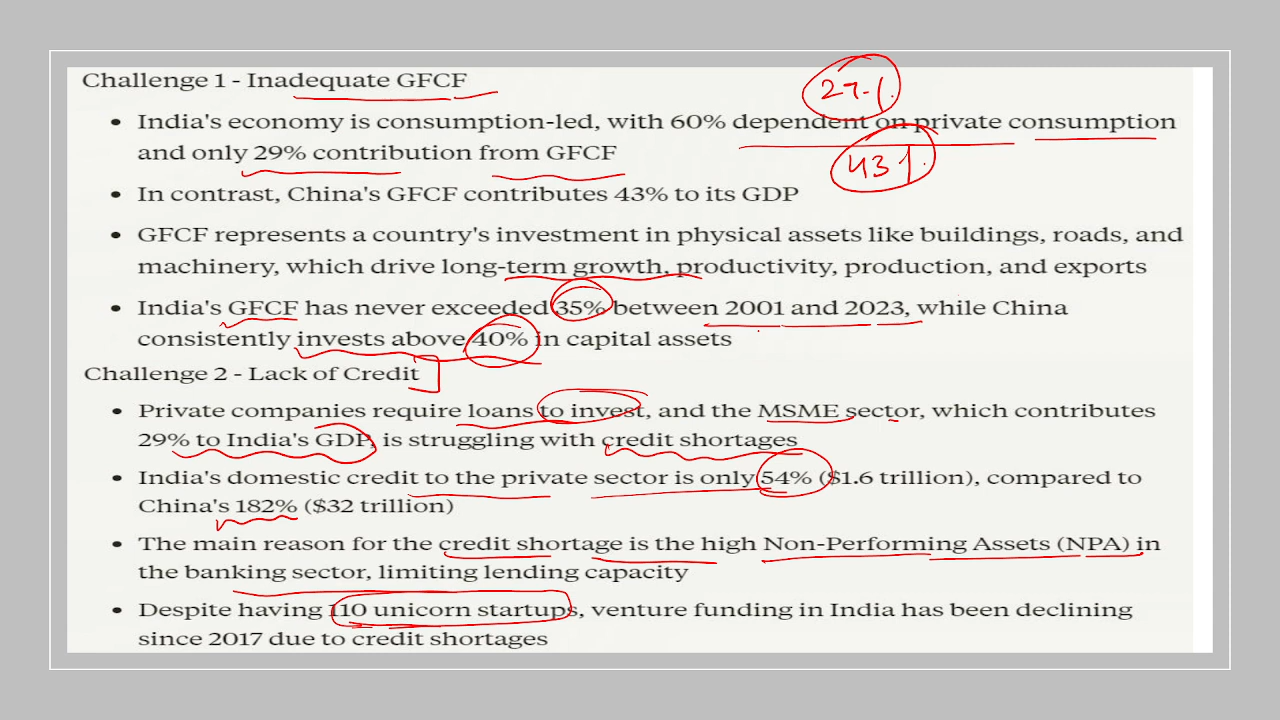 Challenge 1 - Inadequate GFCF
27%
• India's economy is consumption-led, with 60% dependent on private consumption
and only 29% contribution from GFCF
43%
• In contrast, China's GFCF contributes 43% to its GDP
• GFCF represents a country's investment in physical assets like buildings, roads, and
machinery, which drive long-term growth, productivity, production, and exports
• India's GFCF has never exceeded 35% between 2001 and 2023, while China
consistently invests above 40% in capital assets
Challenge 2 - Lack of Credit
• Private companies require loans to invest, and the MSME sector, which contributes
29% to India's GDP, is struggling with credit shortages
• India's domestic credit to the private sector is only 54% ($1.6 trillion), compared to
China's 182% ($32 trillion)
• The main reason for the credit shortage is the high Non-Performing Assets (NPA) in
the banking sector, limiting lending capacity
• Despite having 110 unicorn startups, venture funding in India has been declining
since 2017 due to credit shortages